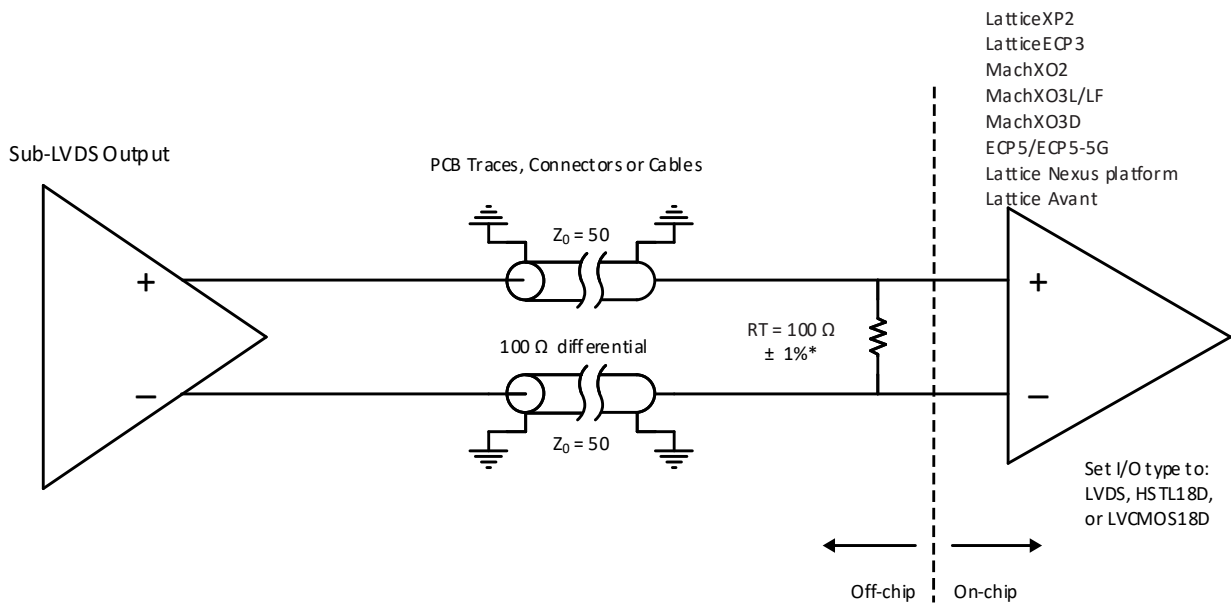 LatticeXP2
LatticeECP3
MachXO2
MachXO3L/LF
MachXO3D
ECP5/ECP5-5G
Lattice Nexus platform
Lattice Avant
Sub-LVDS Output
PCB Traces, Connectors or Cables
Z₀ = 50
+
+
RT = 100 Ω
± 1%*
100 Ω differential
−
−
Z₀ = 50
Set I/O type to:
LVDS, HSTL18D,
or LVCMOS18D
Off-chip
On-chip